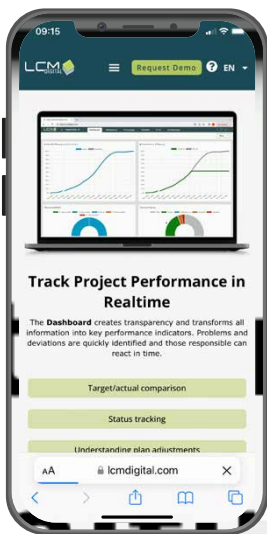 09:15
LCM
DIGITAL
Request Demo ? EN
Track Project Performance in
Realtime
The Dashboard creates transparency and transforms all
information into key performance indicators. Problems and
deviations are quickly identified and those responsible can
react in time.
Target/actual comparison
Status tracking
Understanding plan adjustments
AA lcmdigital.com